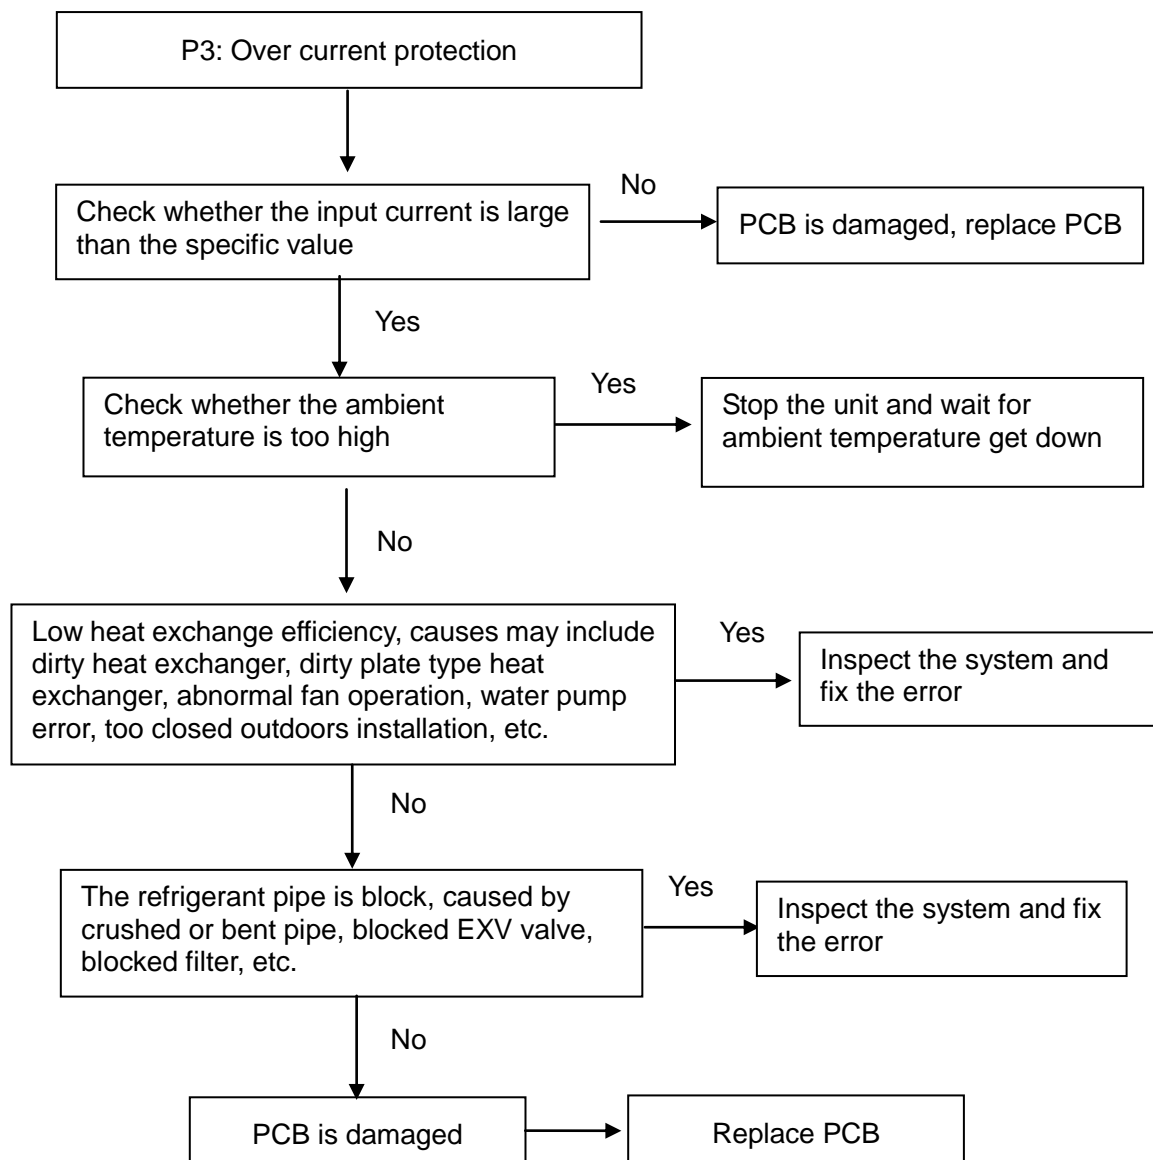 P3: Over current protection
Check whether the input current is large
than the specific value
No
PCB is damaged, replace PCB
Yes
Check whether the ambient
temperature is too high
Yes
Stop the unit and wait for
ambient temperature get down
No
Low heat exchange efficiency, causes may include
dirty heat exchanger, dirty plate type heat
exchanger, abnormal fan operation, water pump
error, too closed outdoors installation, etc.
Yes
Inspect the system and
fix the error
No
The refrigerant pipe is block, caused by
crushed or bent pipe, blocked EXV valve,
blocked filter, etc.
Yes
Inspect the system and fix
the error
No
PCB is damaged
Replace PCB